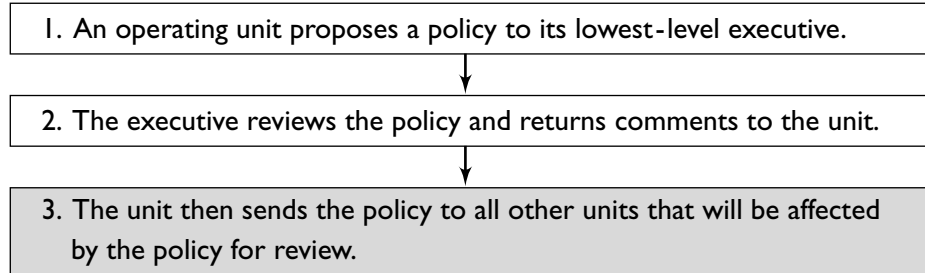 1. An operating unit proposes a policy to its lowest-level executive.
2. The executive reviews the policy and returns comments to the unit.
3. The unit then sends the policy to all other units that will be affected
by the policy for review.